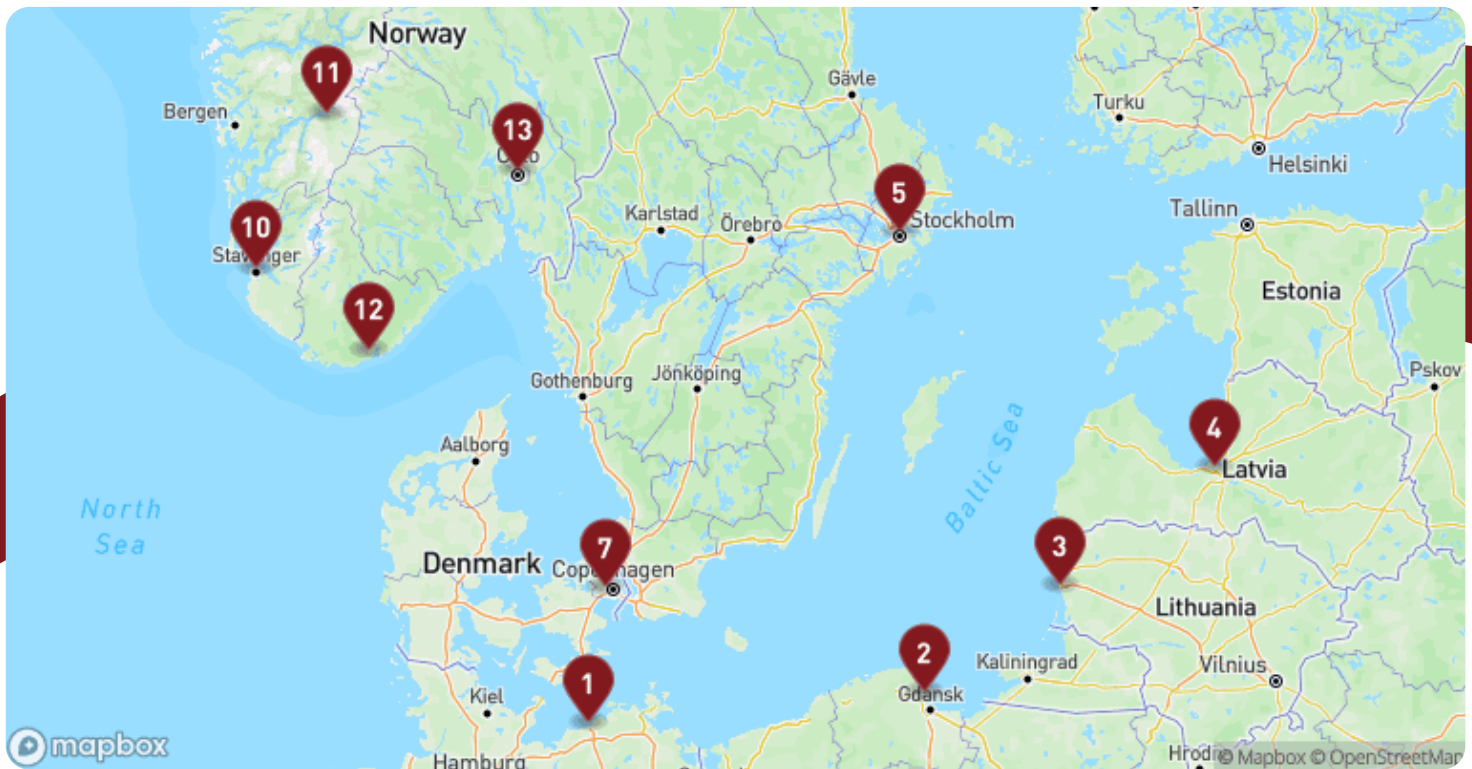 Norway
11
Gävle
Bergen
Turku
13
Helsinki
5
Tallinn
Karlstad
Örebro
Stockholm
10
Stavanger
Estonia
12
Pskov
Gothenburg
Jönköping
4
Aalborg
Latvia
Baltic Sea
North
Sea
7
3
Denmark
Copenhagen
Lithuania
2
Kaliningrad
Vilnius
1
Gdansk
Kiel
mapbox
Hamburg
© Mapbox © OpenStreetMap